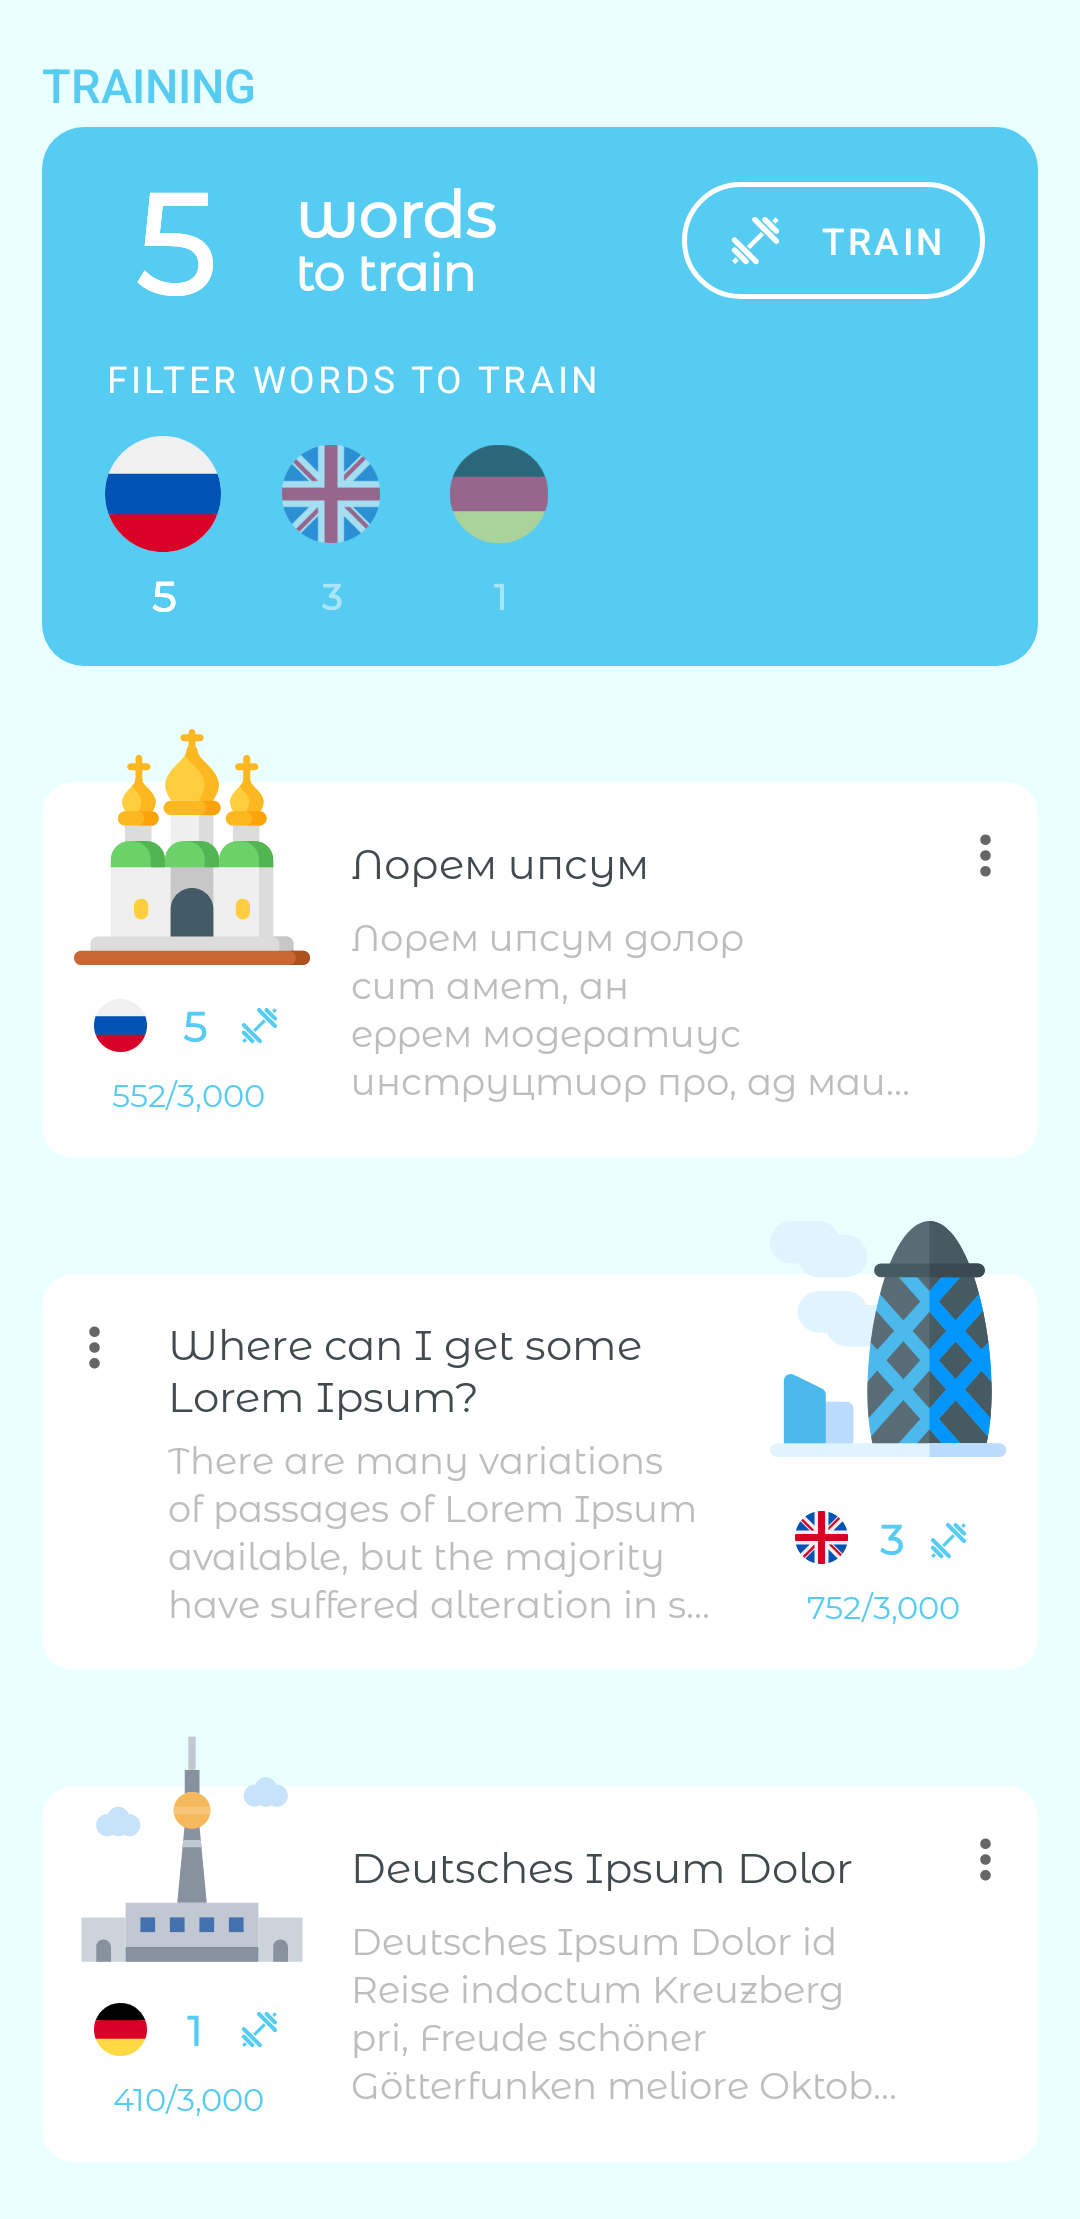 TRAINING
5
words
to train
TRAIN
FILTER WORDS TO TRAIN
5 3 1
Лорем ипсум
Лорем ипсум долор
сит амет, ан
еррем модератиус
инструцтиор про, ад маи...
5
552/3,000
Where can I get some
Lorem Ipsum?
There are many variations
of passages of Lorem Ipsum
available, but the majority
have suffered alteration in s...
3
752/3,000
Deutsches Ipsum Dolor
Deutsches Ipsum Dolor id
Reise indoctum Kreuzberg
pri, Freude schöner
Götterfunken meliore Oktob...
1
410/3,000